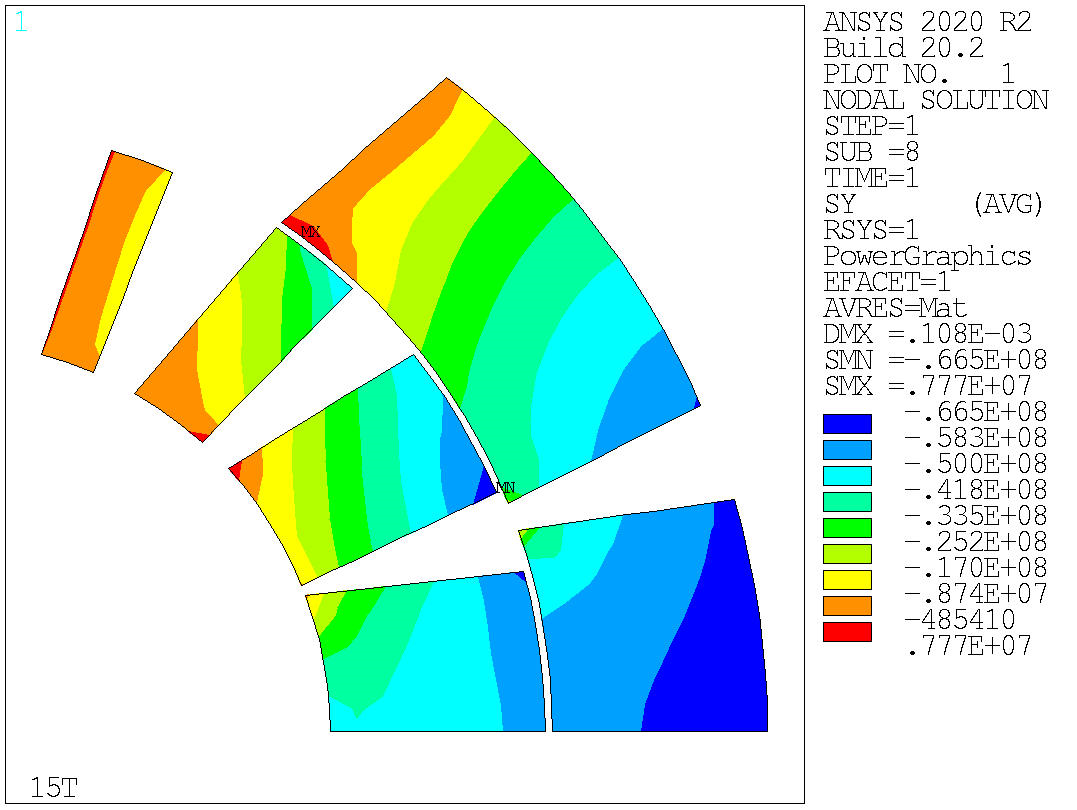 1
ANSYS 2020 R2
Build 20.2
PLOT NO.   1
NODAL SOLUTION
STEP=1
SUB =8
TIME=1
SY       (AVG)
RSYS=1
PowerGraphics
EFACET=1
AVRES=Mat
DMX =.108E-03
SMN =-.665E+08
SMX =.777E+07
-.665E+08
-.583E+08
-.500E+08
-.418E+08
-.335E+08
-.252E+08
-.170E+08
-.874E+07
-485410
.777E+07
MX
MN
15T